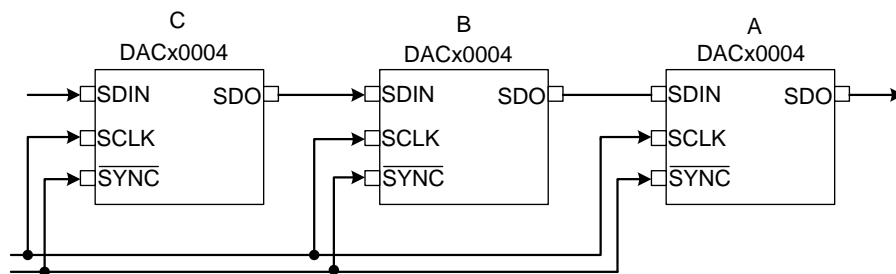 C
DACx0004
SDIN
SDO
SCLK
SYNC
B
DACx0004
SDIN
SDO
SCLK
SYNC
A
DACx0004
SDIN
SDO
SCLK
SYNC